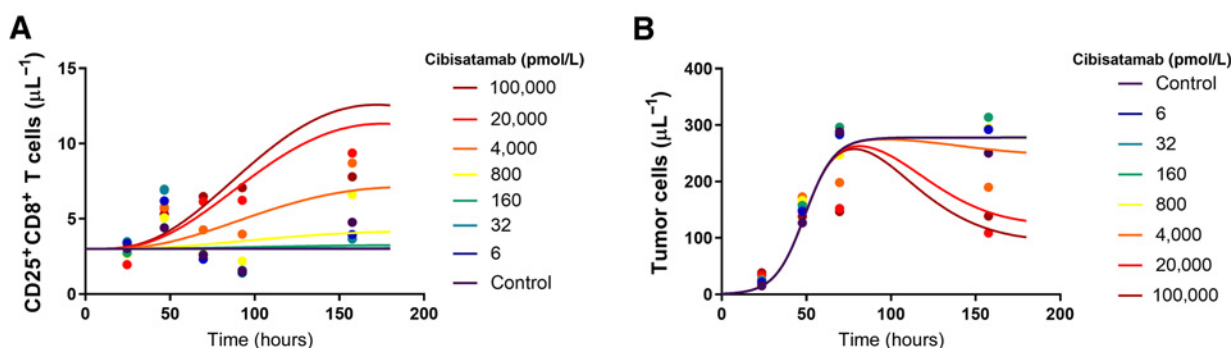 A
CD25⁺CD8⁺ T cells (μL⁻¹)
15
10
5
0
0 50 100 150 200
Time (hours)
Cibisatamab (pmol/L)
100,000
20,000
4,000
800
160
32
6
Control
B
Tumor cells (μL⁻¹)
400
300
200
100
0
0 50 100 150 200
Time (hours)
Cibisatamab (pmol/L)
Control
6
32
160
800
4,000
20,000
100,000